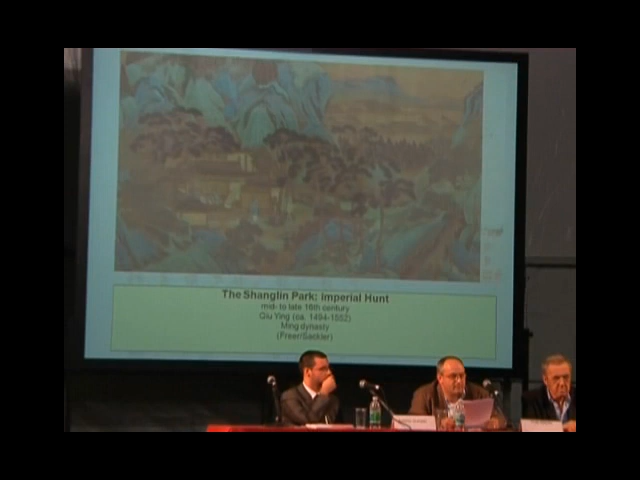 The Shanglin Park: Imperial Hunt
mid- to late 16th century
Qiu Ying (ca. 1494-1552)
Ming dynasty
(Freer/Sackler)